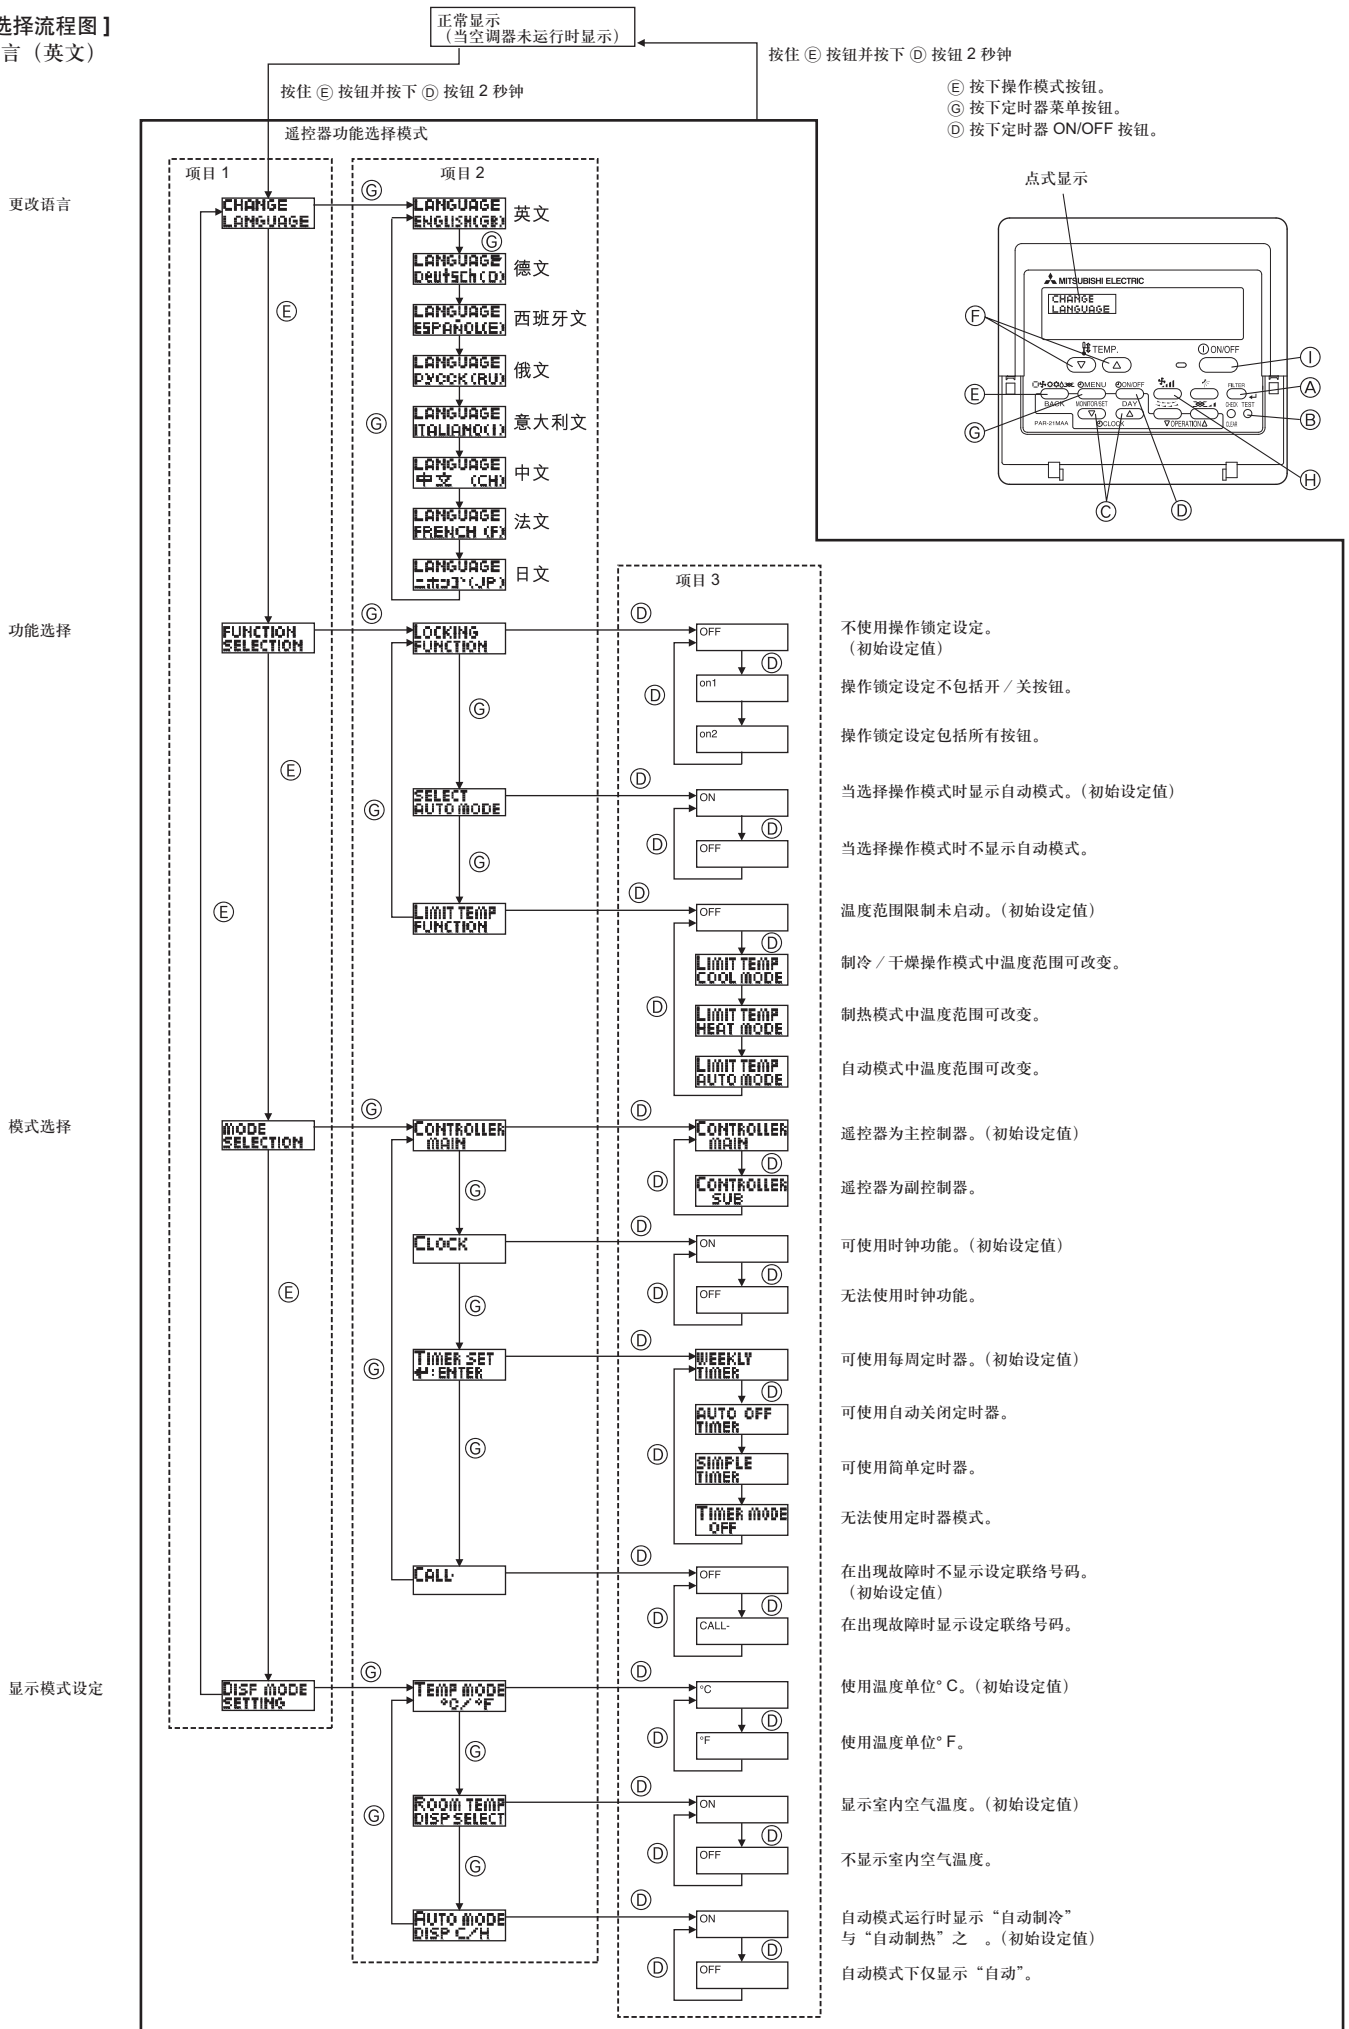 选择流程图 ]
言（英文）
正常显示
（当空调器未运行时显示）
按住 Ⓔ 按钮并按下 Ⓓ 按钮 2 秒钟
按住 Ⓔ 按钮并按下 Ⓓ 按钮 2 秒钟
Ⓔ 按下操作模式按钮。
Ⓖ 按下定时器菜单按钮。
Ⓓ 按下定时器 ON/OFF 按钮。
遥控器功能选择模式
项目 1
项目 2
点式显示
MITSUBISHI ELECTRIC
CHANGE
LANGUAGE
TEMP.
ON/OFF
MENU
ON/OFF
FILTER
BACK
MONITOR/SET
DAY
CHECK TEST
PAR-21MAA
CLOCK
▽OPERATION△
CLEAR
Ⓕ
Ⓔ
Ⓖ
Ⓘ
Ⓐ
Ⓑ
Ⓗ
Ⓒ
Ⓓ
更改语言
CHANGE
LANGUAGE
Ⓖ
LANGUAGE
ENGLISH(GB)
英文
Ⓖ
LANGUAGE
Deutsch(D)
德文
Ⓔ
LANGUAGE
ESPAÑOL(E)
西班牙文
LANGUAGE
РУССК(RU)
俄文
Ⓖ
LANGUAGE
ITALIANO(I)
意大利文
LANGUAGE
中文 (CH)
中文
LANGUAGE
FRENCH (F)
法文
LANGUAGE
ニホンゴ(JP)
日文
项目 3
功能选择
FUNCTION
SELECTION
Ⓖ
LOCKING
FUNCTION
Ⓓ
OFF
不使用操作锁定设定。
（初始设定值）
Ⓓ
Ⓓ
on1
操作锁定设定不包括开／关按钮。
Ⓖ
on2
操作锁定设定包括所有按钮。
Ⓔ
Ⓖ
SELECT
AUTO MODE
Ⓓ
ON
当选择操作模式时显示自动模式。（初始设定值）
Ⓓ
Ⓓ
OFF
当选择操作模式时不显示自动模式。
Ⓖ
Ⓔ
LIMIT TEMP
FUNCTION
Ⓓ
OFF
温度范围限制未启动。（初始设定值）
Ⓓ
LIMIT TEMP
COOL MODE
制冷／干燥操作模式中温度范围可改变。
Ⓓ
LIMIT TEMP
HEAT MODE
制热模式中温度范围可改变。
LIMIT TEMP
AUTO MODE
自动模式中温度范围可改变。
模式选择
MODE
SELECTION
Ⓖ
CONTROLLER
MAIN
Ⓓ
CONTROLLER
MAIN
遥控器为主控制器。（初始设定值）
Ⓓ
Ⓓ
CONTROLLER
SUB
遥控器为副控制器。
Ⓖ
CLOCK
Ⓓ
ON
可使用时钟功能。（初始设定值）
Ⓓ
Ⓓ
OFF
无法使用时钟功能。
Ⓔ
Ⓖ
Ⓖ
TIMER SET
↵:ENTER
Ⓓ
WEEKLY
TIMER
可使用每周定时器。（初始设定值）
Ⓓ
AUTO OFF
TIMER
可使用自动关闭定时器。
Ⓖ
Ⓓ
SIMPLE
TIMER
可使用简单定时器。
TIMER MODE
OFF
无法使用定时器模式。
CALL-
Ⓓ
OFF
在出现故障时不显示设定联络号码。
（初始设定值）
Ⓓ
Ⓓ
CALL-
在出现故障时显示设定联络号码。
显示模式设定
DISP MODE
SETTING
Ⓖ
TEMP MODE
°C/°F
Ⓓ
°C
使用温度单位° C。（初始设定值）
Ⓓ
Ⓓ
°F
使用温度单位° F。
Ⓖ
Ⓖ
ROOM TEMP
DISP SELECT
Ⓓ
ON
显示室内空气温度。（初始设定值）
Ⓓ
Ⓓ
OFF
不显示室内空气温度。
Ⓖ
AUTO MODE
DISP C/H
Ⓓ
ON
自动模式运行时显示“自动制冷”
与“自动制热”之　。（初始设定值）
Ⓓ
Ⓓ
OFF
自动模式下仅显示“自动”。